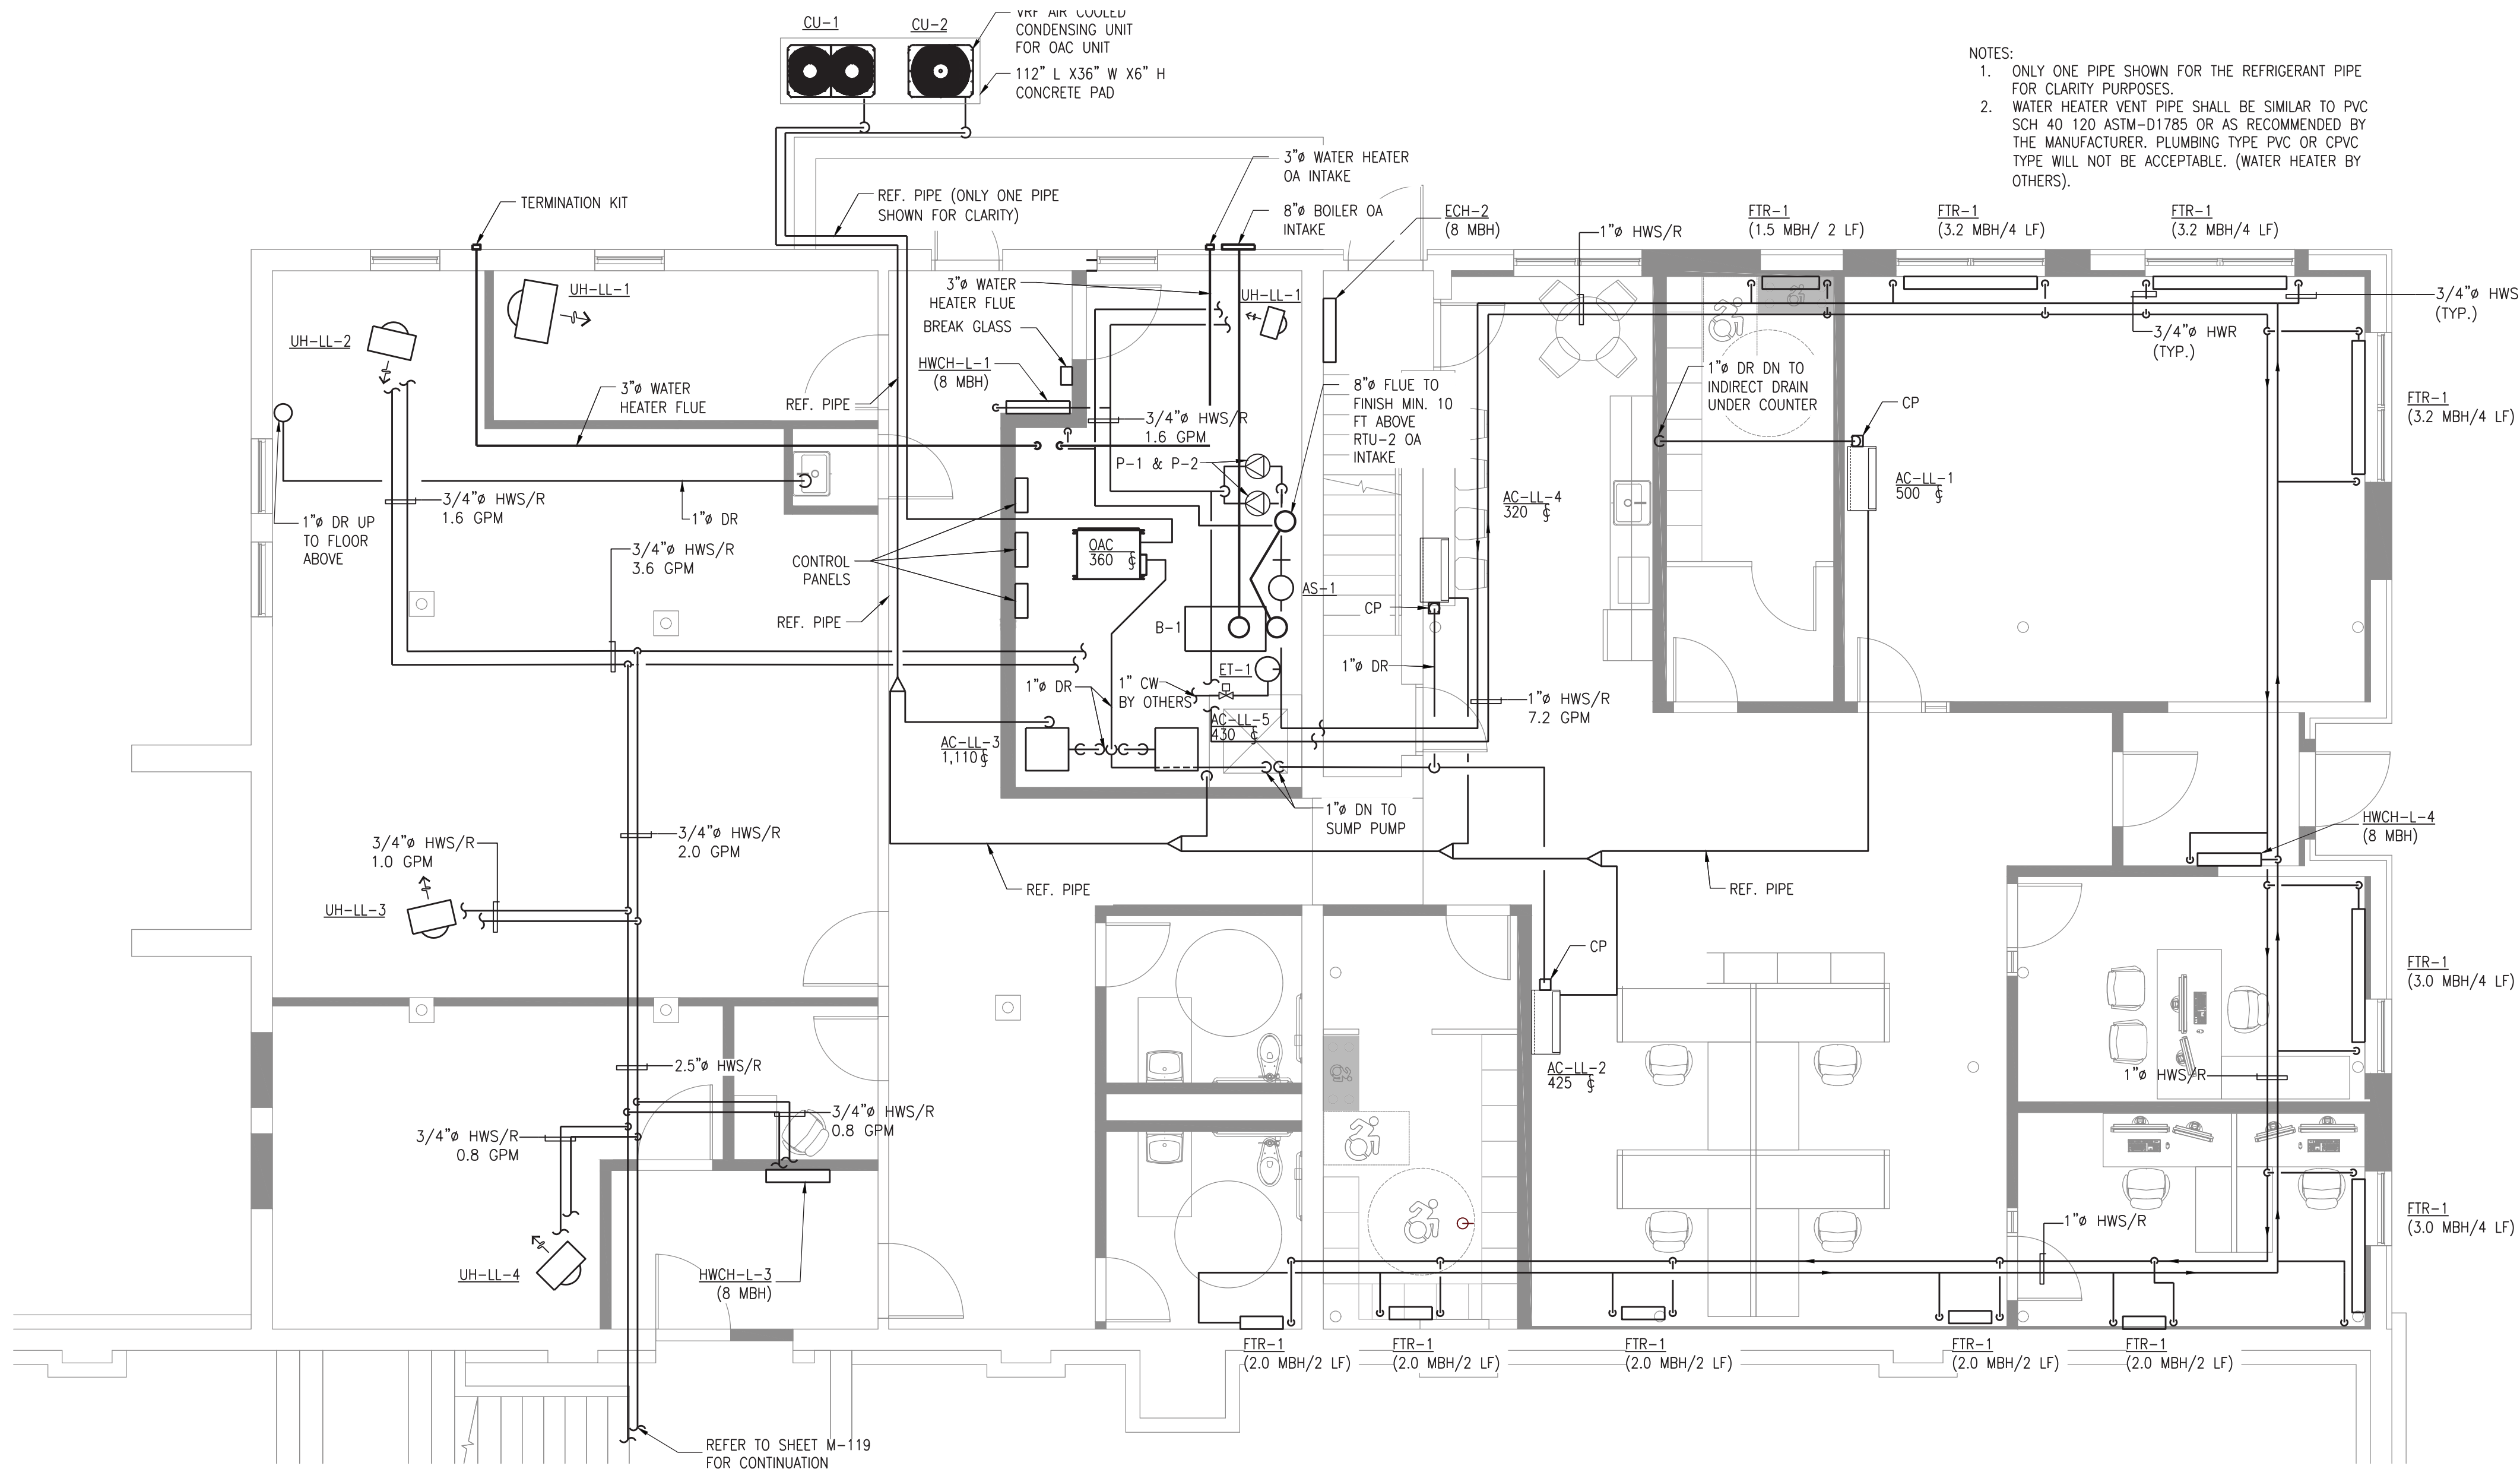 CU-1
CU-2
VRF AIR COOLED
CONDENSING UNIT
FOR OAC UNIT
112" L X36" W X6" H
CONCRETE PAD
NOTES:
1. ONLY ONE PIPE SHOWN FOR THE REFRIGERANT PIPE
FOR CLARITY PURPOSES.
2. WATER HEATER VENT PIPE SHALL BE SIMILAR TO PVC
SCH 40 120 ASTM-D1785 OR AS RECOMMENDED BY
THE MANUFACTURER. PLUMBING TYPE PVC OR CPVC
TYPE WILL NOT BE ACCEPTABLE. (WATER HEATER BY
OTHERS).
TERMINATION KIT
REF. PIPE (ONLY ONE PIPE
SHOWN FOR CLARITY)
3"ø WATER HEATER
OA INTAKE
8"ø BOILER OA
INTAKE
ECH-2
(8 MBH)
1"ø HWS/R
FTR-1
(1.5 MBH/ 2 LF)
FTR-1
(3.2 MBH/4 LF)
FTR-1
(3.2 MBH/4 LF)
UH-LL-1
UH-LL-2
3"ø WATER
HEATER FLUE
BREAK GLASS
HWCH-L-1
(8 MBH)
UH-LL-1
3/4"ø HWS
(TYP.)
3/4"ø HWR
(TYP.)
3"ø WATER
HEATER FLUE
REF. PIPE
3/4"ø HWS/R
1.6 GPM
8"ø FLUE TO
FINISH MIN. 10
FT ABOVE
RTU-2 OA
INTAKE
1"ø DR DN TO
INDIRECT DRAIN
UNDER COUNTER
CP
FTR-1
(3.2 MBH/4 LF)
P-1 & P-2
AC-LL-4
320 ℄
AC-LL-1
500 ℄
1"ø DR UP
TO FLOOR
ABOVE
3/4"ø HWS/R
1.6 GPM
1"ø DR
3/4"ø HWS/R
3.6 GPM
CONTROL
PANELS
OAC
360 ℄
AS-1
CP
REF. PIPE
B-1
ET-1
1"ø DR
1"ø DR
1" CW
BY OTHERS
AC-LL-5
430 ℄
1"ø HWS/R
7.2 GPM
AC-LL-3
1,110 ℄
1"ø DN TO
SUMP PUMP
HWCH-L-4
(8 MBH)
3/4"ø HWS/R
1.0 GPM
3/4"ø HWS/R
2.0 GPM
UH-LL-3
REF. PIPE
REF. PIPE
CP
FTR-1
(3.0 MBH/4 LF)
2.5"ø HWS/R
AC-LL-2
425 ℄
1"ø HWS/R
3/4"ø HWS/R
0.8 GPM
3/4"ø HWS/R
0.8 GPM
1"ø HWS/R
FTR-1
(3.0 MBH/4 LF)
UH-LL-4
HWCH-L-3
(8 MBH)
FTR-1
(2.0 MBH/2 LF)
FTR-1
(2.0 MBH/2 LF)
FTR-1
(2.0 MBH/2 LF)
FTR-1
(2.0 MBH/2 LF)
FTR-1
(2.0 MBH/2 LF)
REFER TO SHEET M-119
FOR CONTINUATION